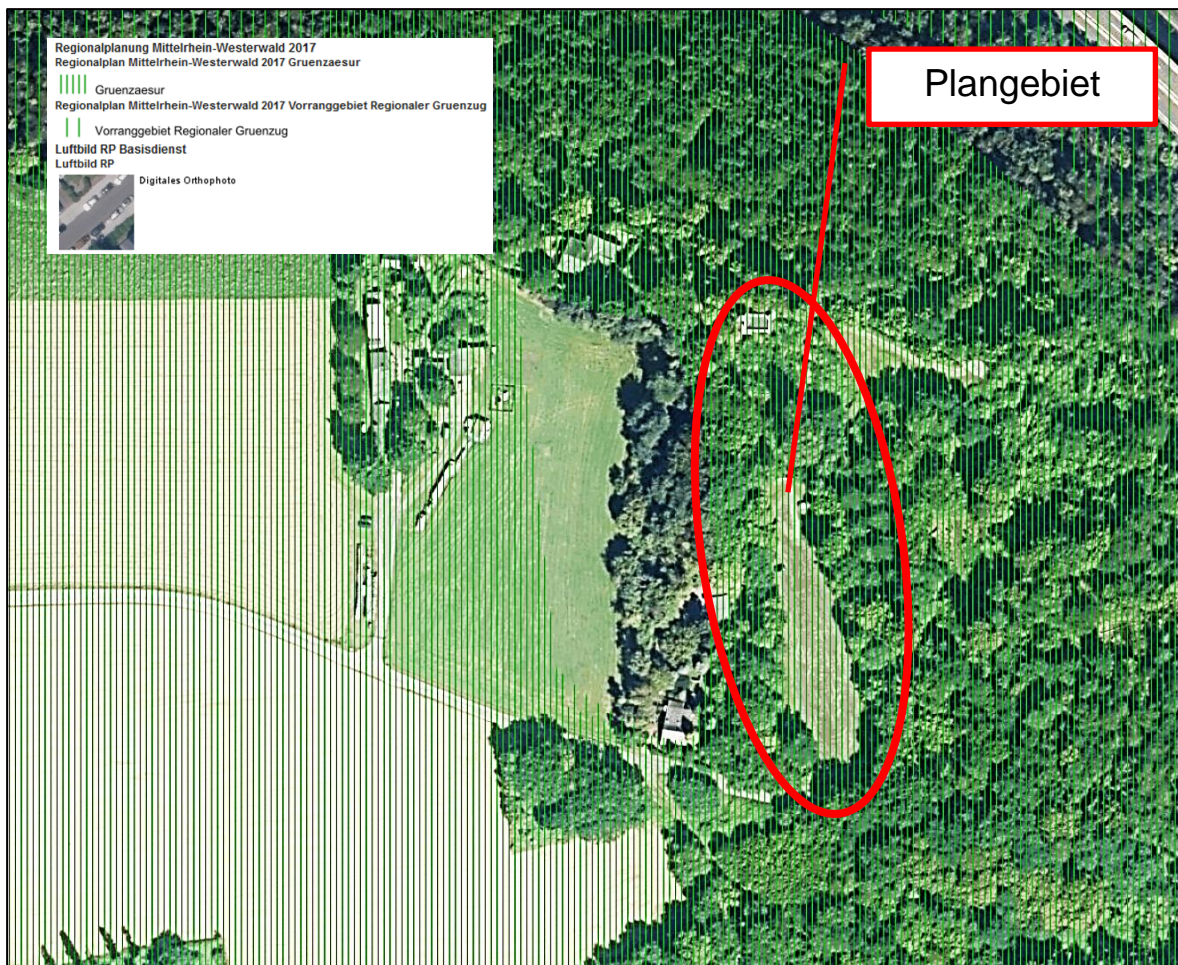 Regionalplanung Mittelrhein-Westerwald 2017
Regionalplan Mittelrhein-Westerwald 2017 Gruenzaesur
Gruenzaesur
Regionalplan Mittelrhein-Westerwald 2017 Vorranggebiet Regionaler Gruenzug
Vorranggebiet Regionaler Gruenzug
Luftbild RP Basisdienst
Luftbild RP
Digitales Orthophoto
Plangebiet